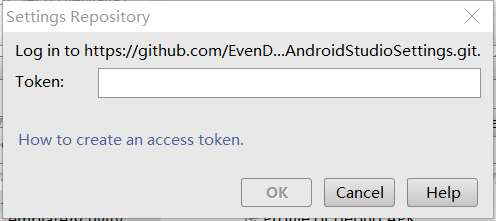 Settings Repository
Log in to https://github.com/EvenD...AndroidStudioSettings.git.
Token:
How to create an access token.
OK
Cancel
Help